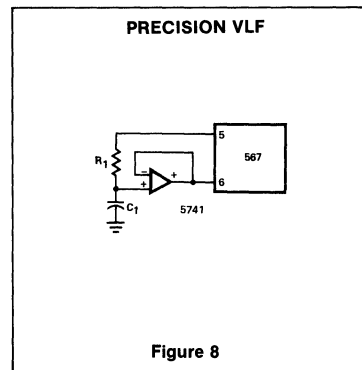 PRECISION VLF
5
567
R1
6
C1
- 
+
+
5741
Figure 8